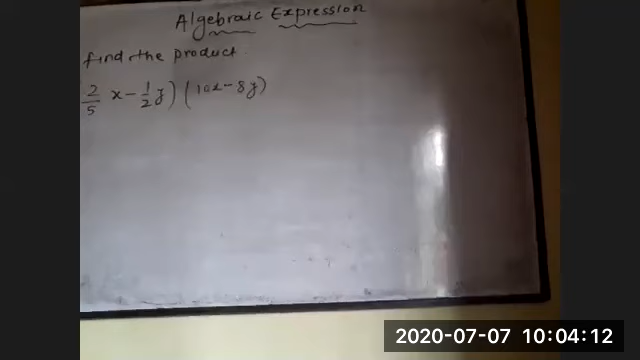 Algebraic Expression
find the product
2/5 x - 1/2 y) (10x - 8y)
2020-07-07 10:04:12